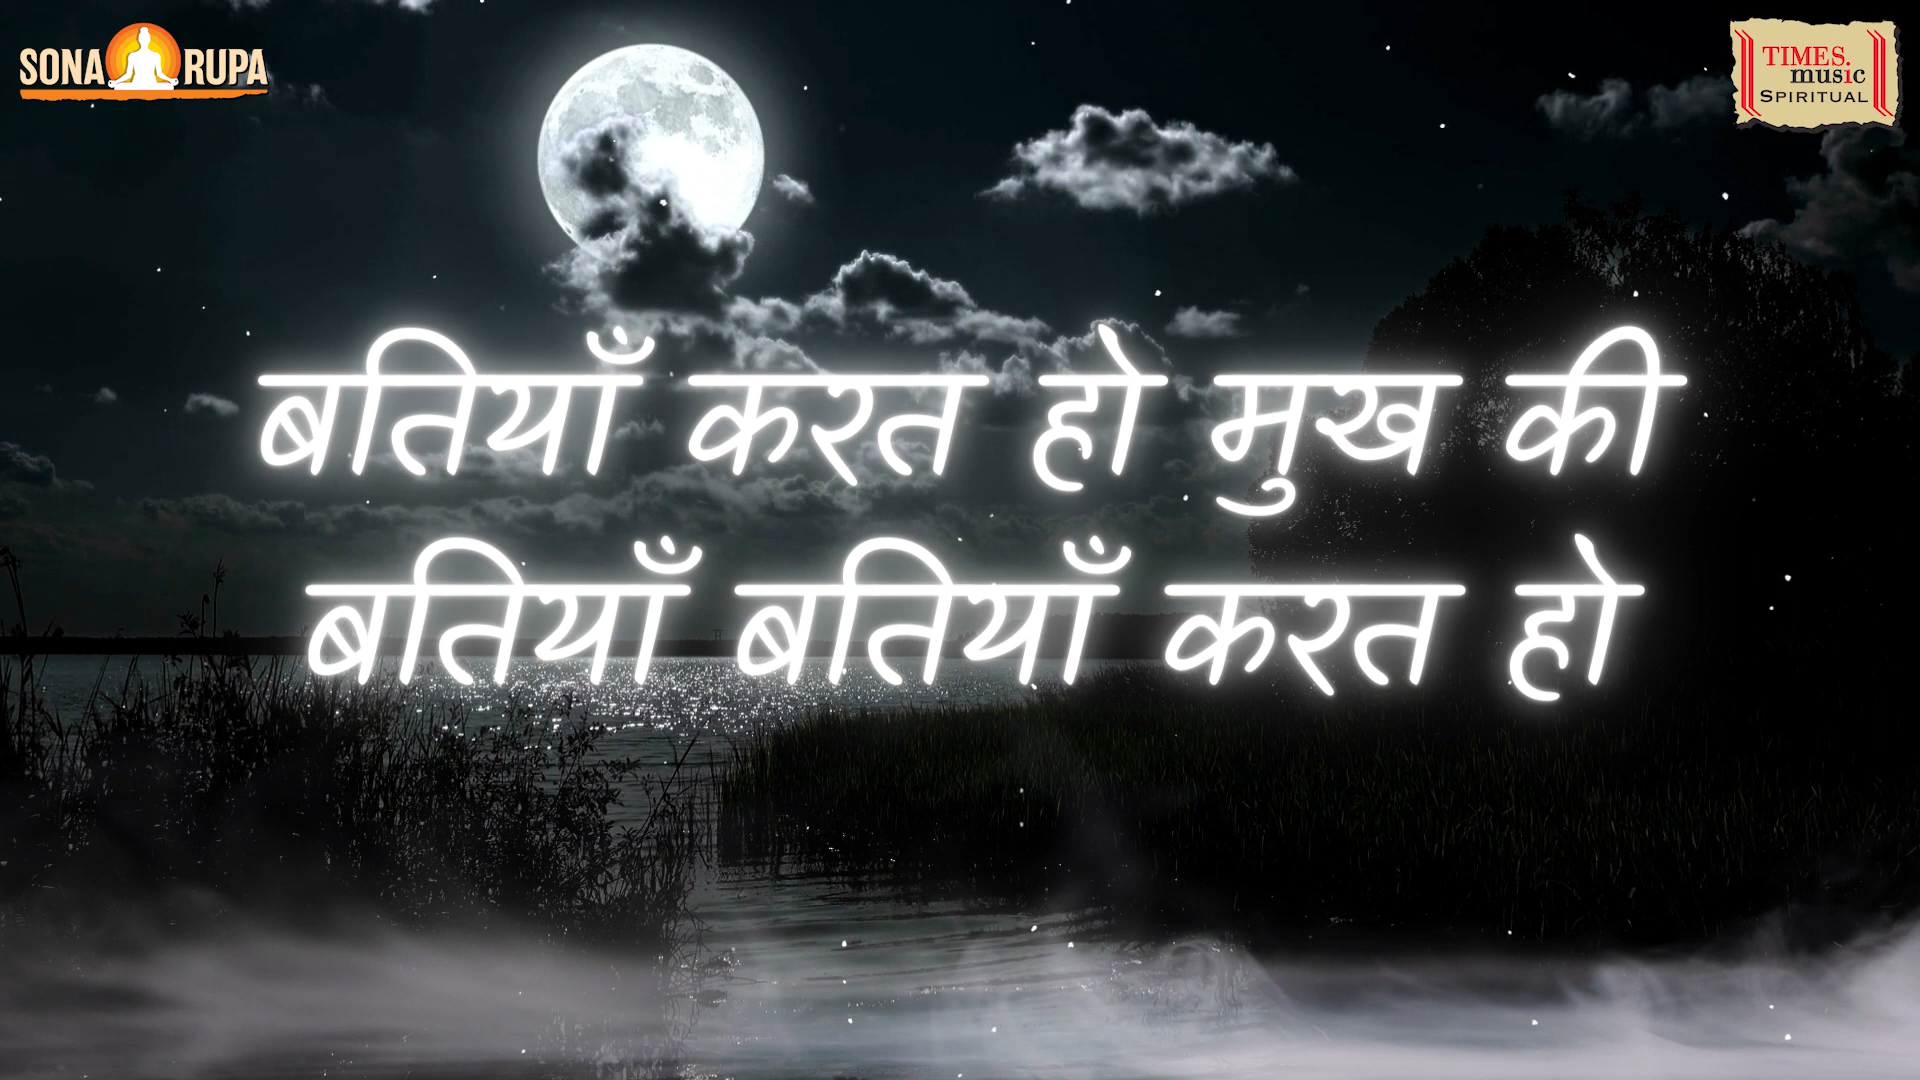 SONA RUPA
TIMES.
music
SPIRITUAL
बतियाँ करत हो मुख की
बतियाँ बतियाँ करत हो